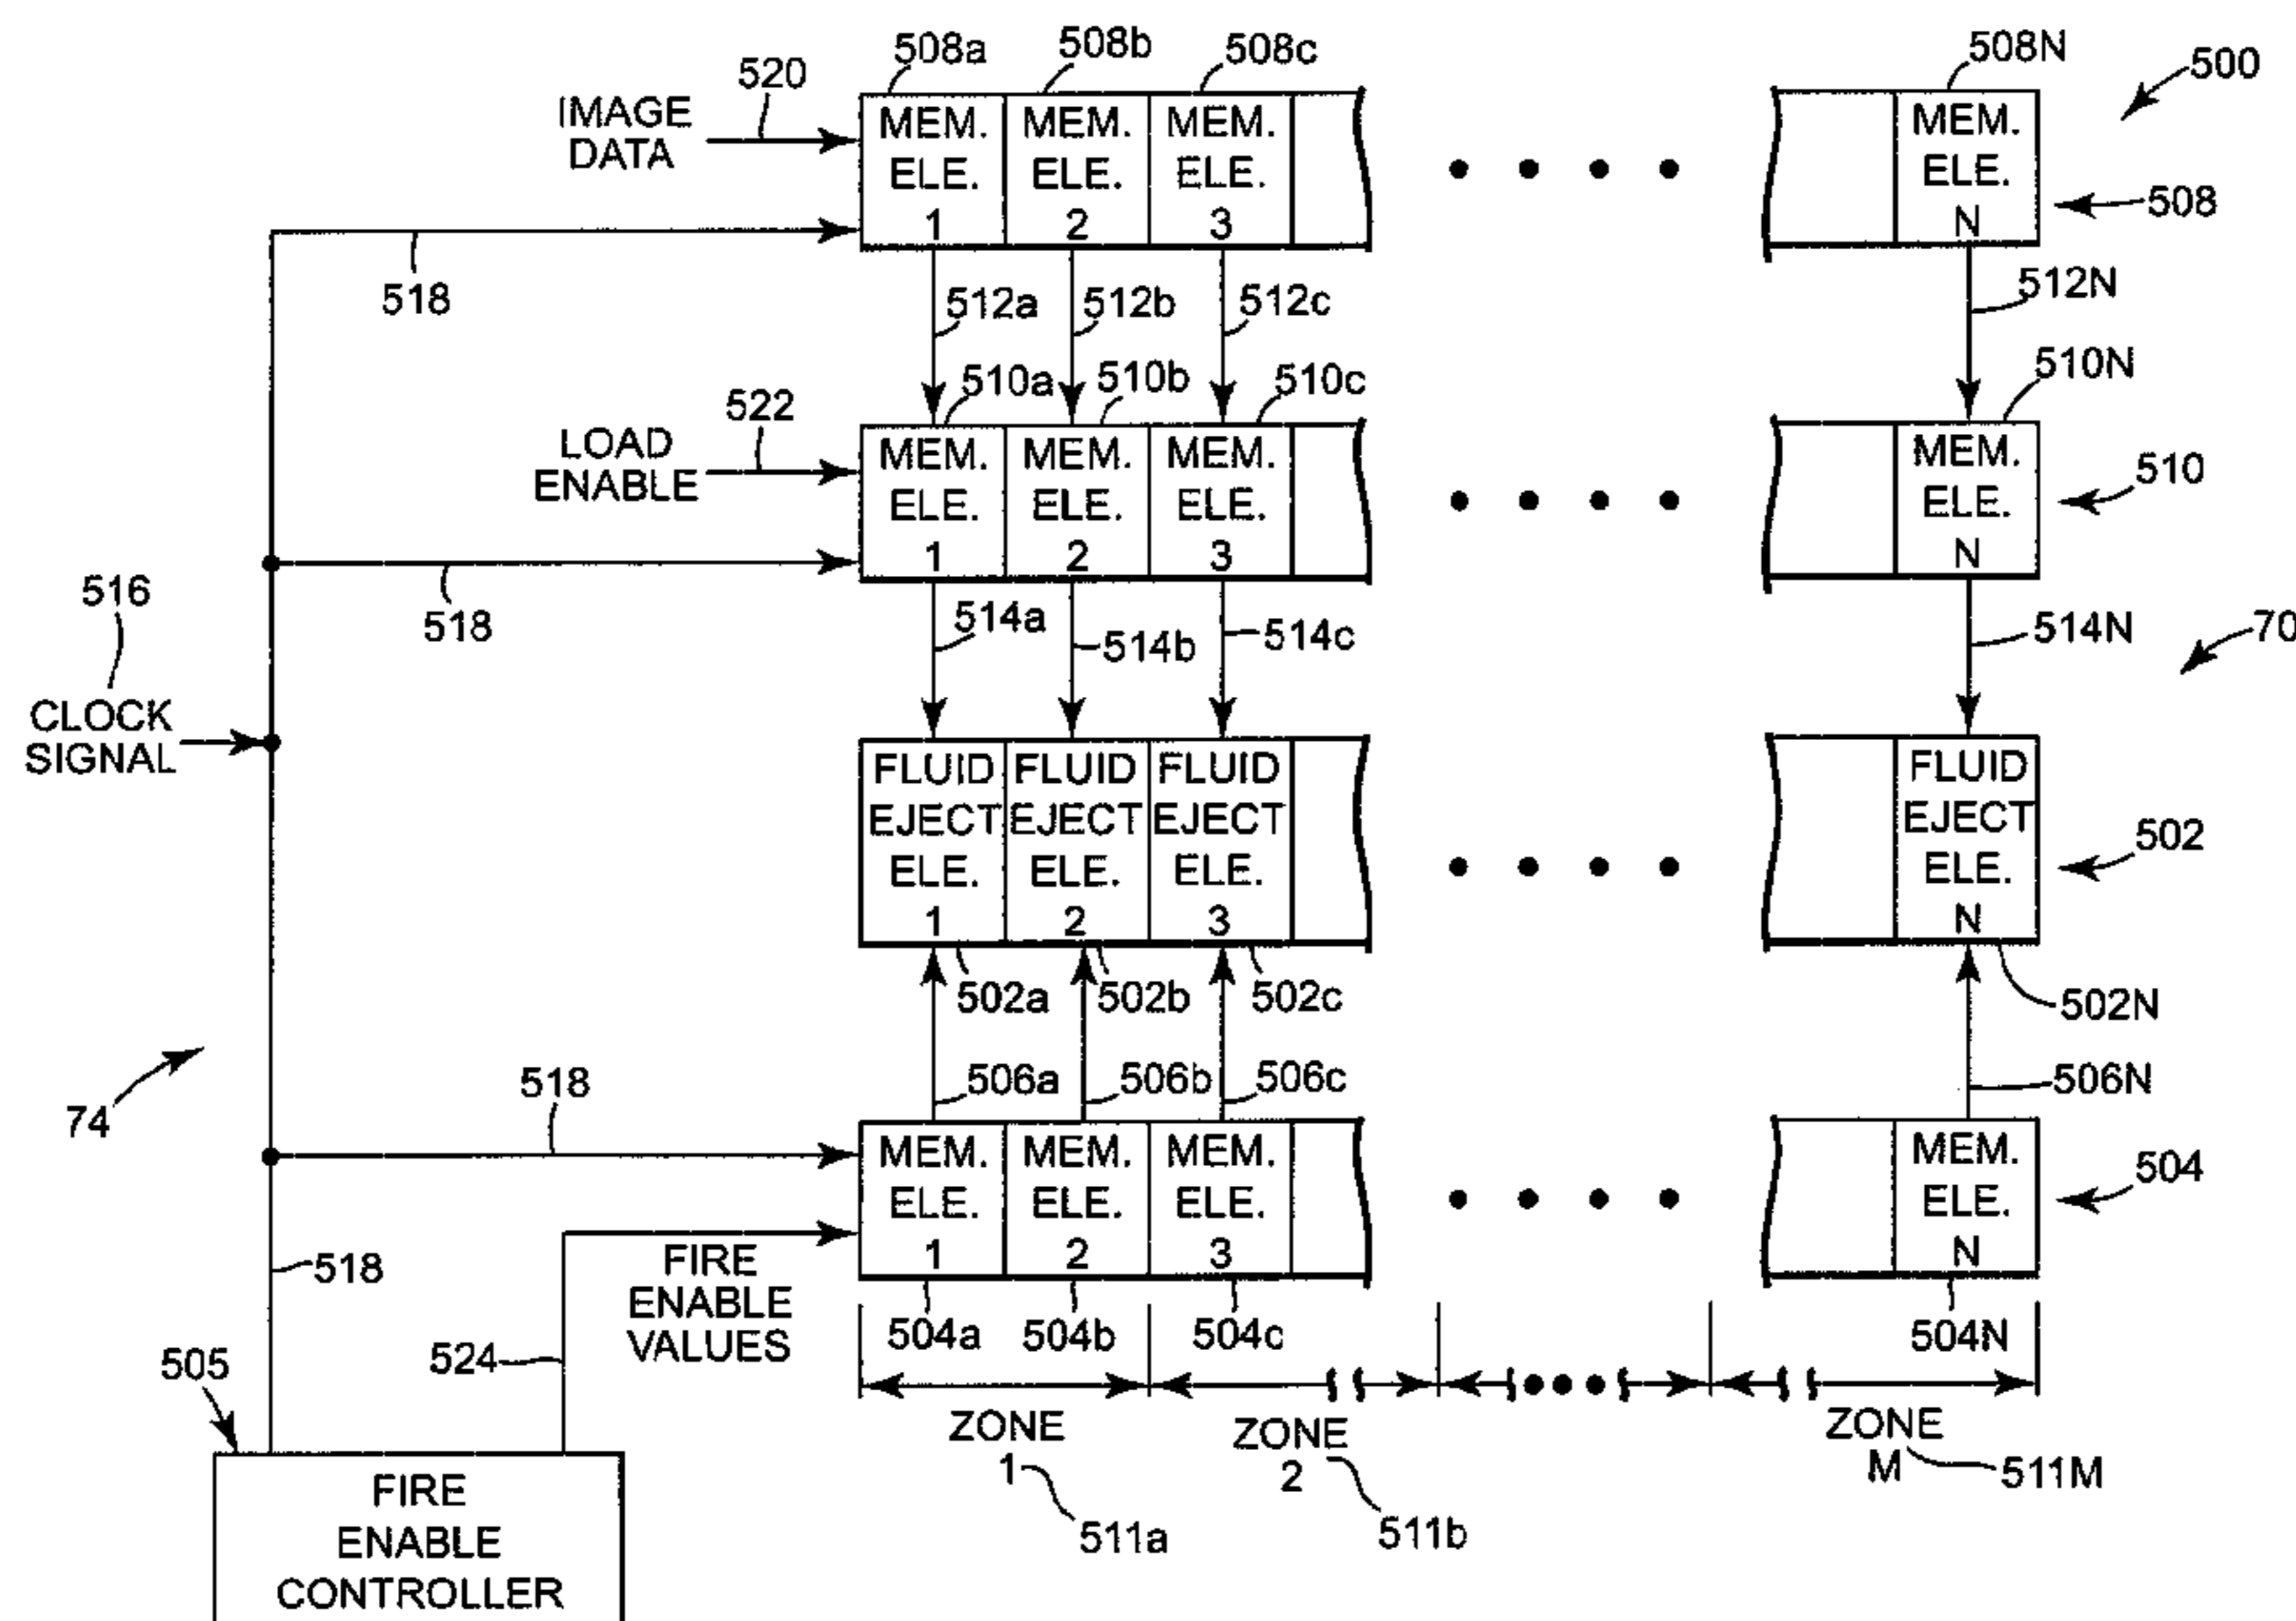 508a
508b
508c
508N
500
520
IMAGE
DATA
MEM.
ELE.
1
MEM.
ELE.
2
MEM.
ELE.
3
MEM.
ELE.
N
508
518
512a
512b
512c
512N
510a
510b
510c
510N
522
LOAD
ENABLE
MEM.
ELE.
1
MEM.
ELE.
2
MEM.
ELE.
3
MEM.
ELE.
N
510
518
514a
514b
514c
514N
70
516
CLOCK
SIGNAL
FLUID
EJECT
ELE.
1
FLUID
EJECT
ELE.
2
FLUID
EJECT
ELE.
3
FLUID
EJECT
ELE.
N
502
502a
502b
502c
502N
74
518
506a
506b
506c
506N
MEM.
ELE.
1
MEM.
ELE.
2
MEM.
ELE.
3
MEM.
ELE.
N
504
518
FIRE
ENABLE
VALUES
504a
504b
504c
504N
505
524
ZONE
1
511a
ZONE
2
511b
ZONE
M
511M
FIRE
ENABLE
CONTROLLER